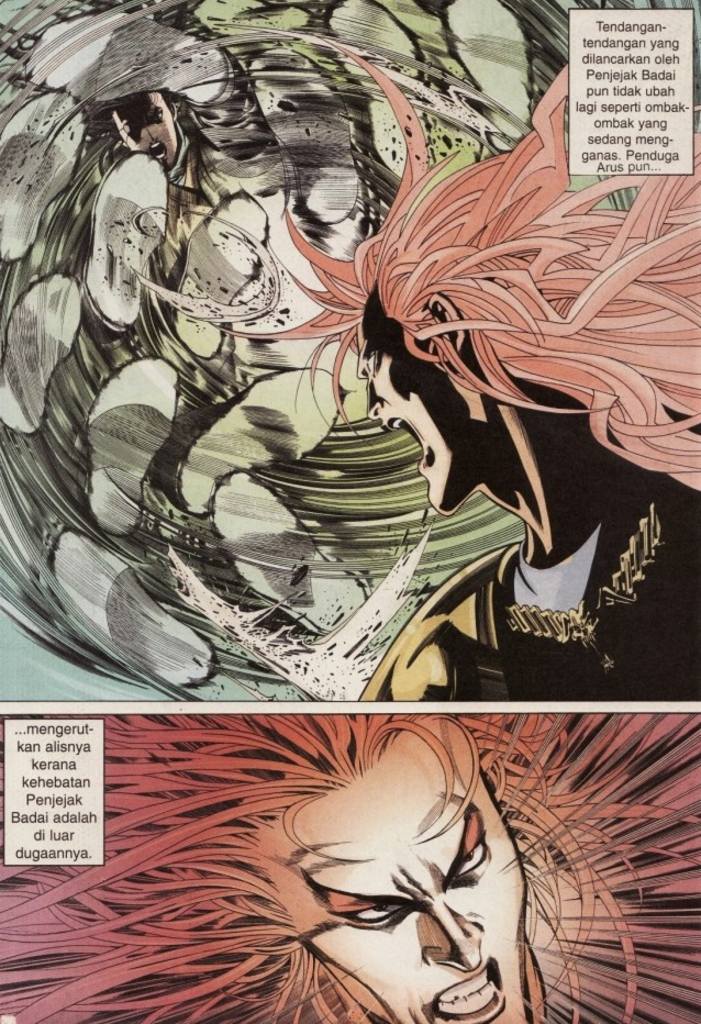 Tendangan-
tendangan yang
dilancarkan oleh
Penjejak Badai
pun tidak ubah
lagi seperti ombak-
ombak yang
sedang meng-
ganas. Penduga
Arus pun...
...mengerut-
kan alisnya
kerana
kehebatan
Penjejak
Badai adalah
di luar
dugaannya.